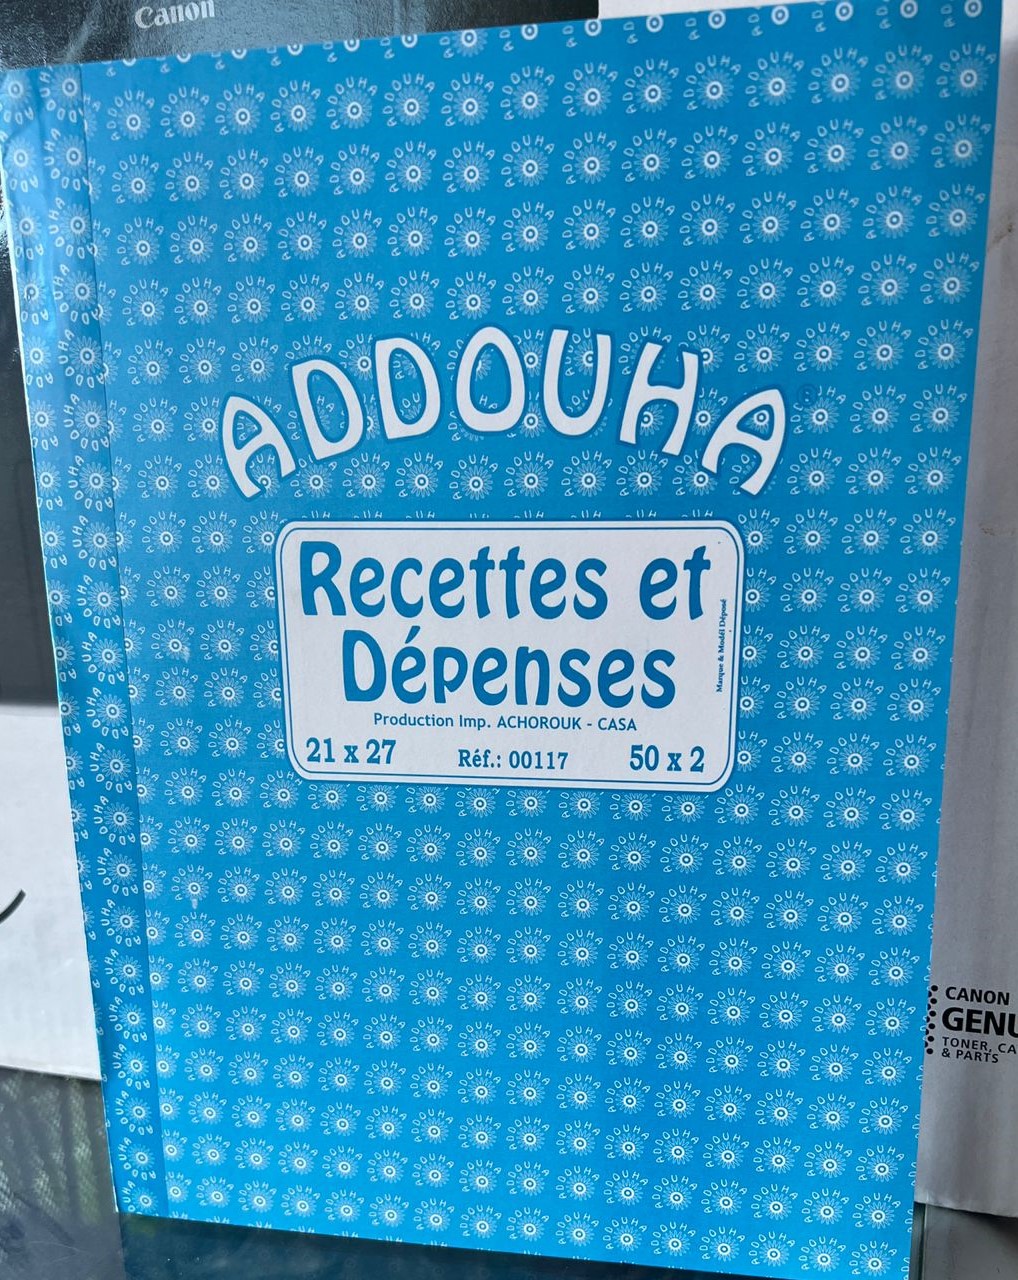 Canon
ADDOUHA
Recettes et
Dépenses
Marque & Modél Déposé
Production Imp. ACHOROUK - CASA
21 x 27 Réf.: 00117 50 x 2
CANON
GENU
TONER, CA
& PARTS